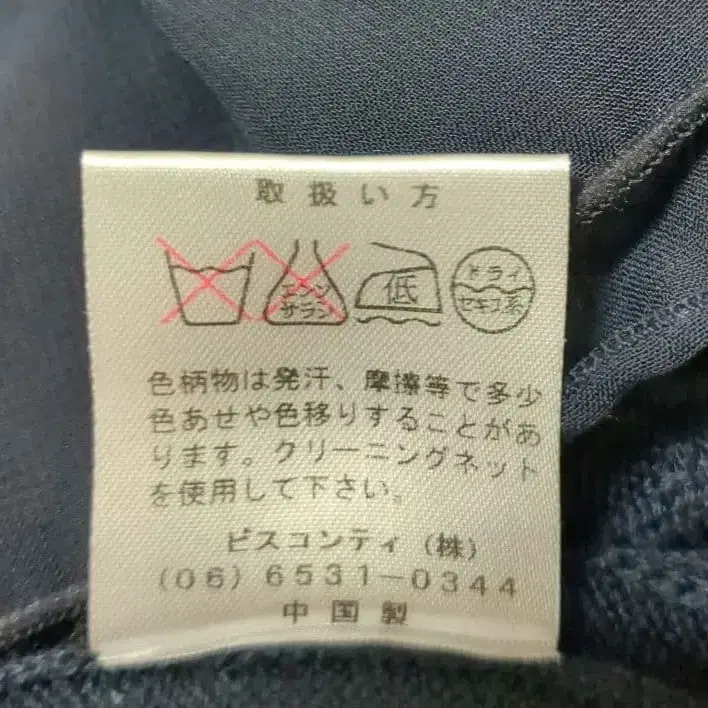 取扱い方
エンソ
サラシ
低
ドライ
セキユ系
色柄物は発汗、摩擦等で多少
色あせや色移りすることがあ
ります。クリーニングネット
を使用して下さい。
ビスコンティ(株)
(06)6531-0344
中国製